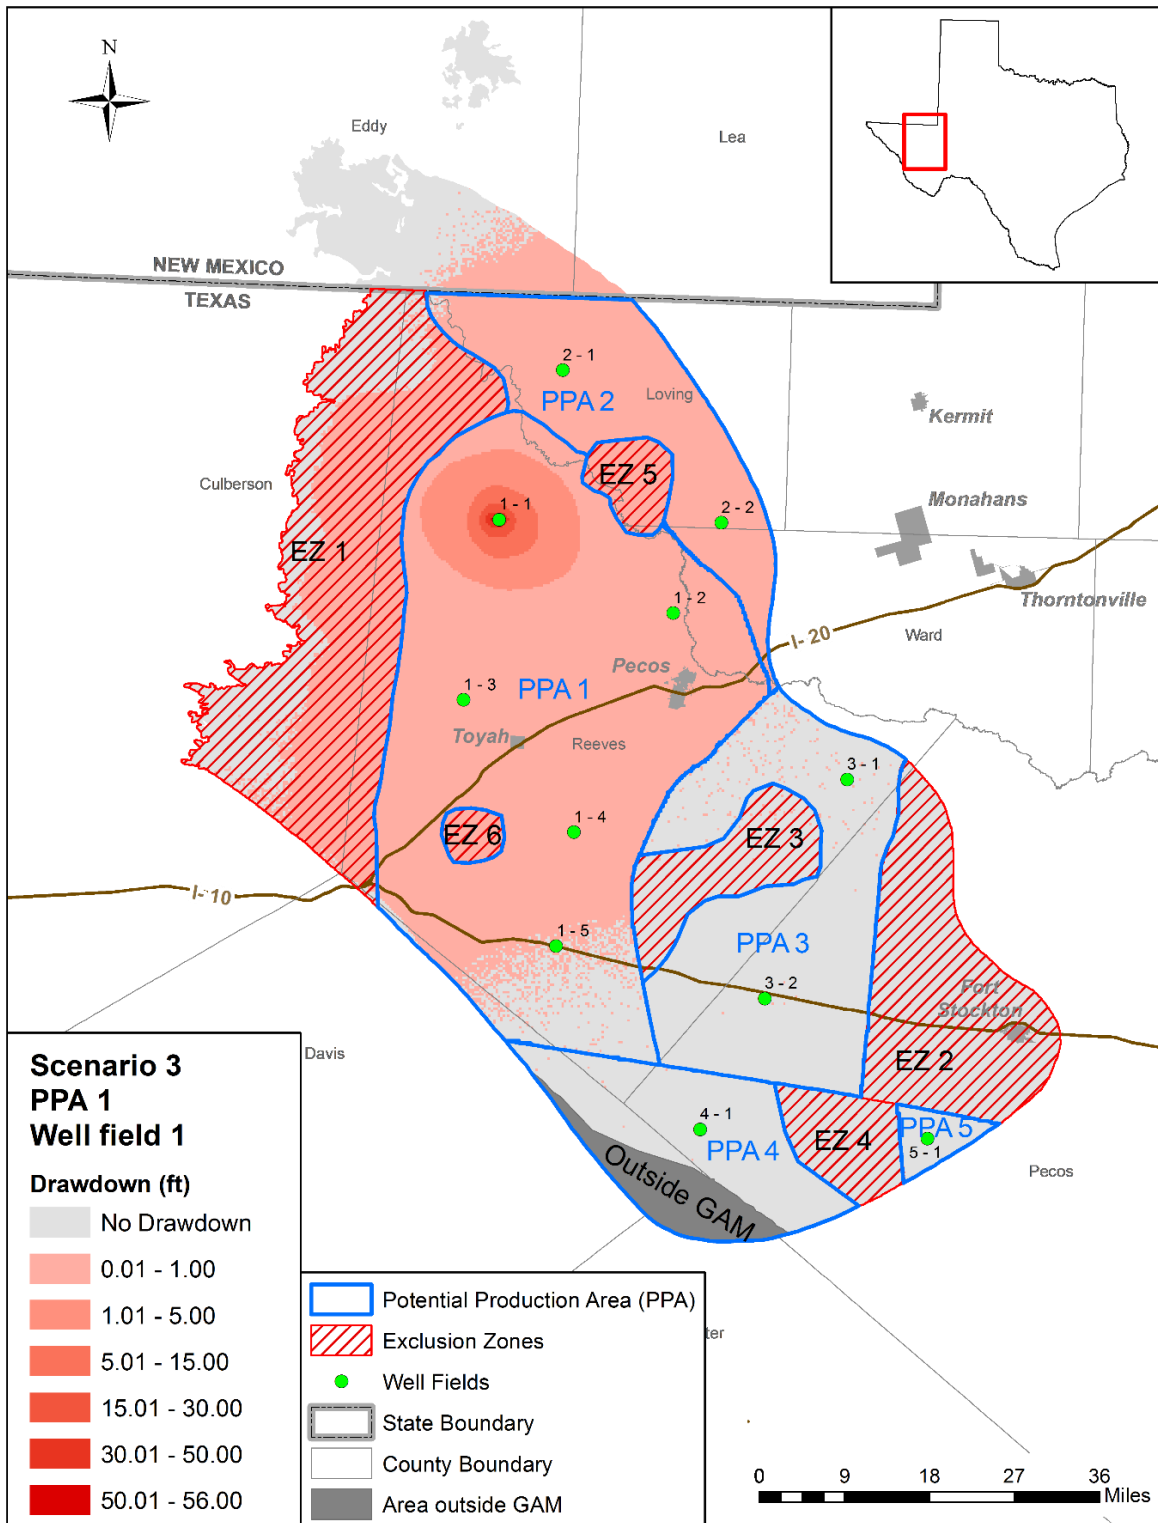 N
Eddy
Lea
NEW MEXICO
TEXAS
2 - 1
PPA 2
Loving
Kermit
EZ 5
Culberson
Monahans
1 - 1
2 - 2
EZ 1
Thorntonville
1 - 2
I- 20
Ward
Pecos
1 - 3
PPA 1
Toyah
Reeves
3 - 1
1 - 4
EZ 6
EZ 3
I- 10
1 - 5
PPA 3
3 - 2
Fort
Stockton
Davis
EZ 2
4 - 1
PPA 4
EZ 4
PPA 5
5 - 1
Outside GAM
Pecos
Scenario 3
PPA 1
Well field 1
Drawdown (ft)
No Drawdown
0.01 - 1.00
1.01 - 5.00
5.01 - 15.00
15.01 - 30.00
30.01 - 50.00
50.01 - 56.00
Potential Production Area (PPA)
Exclusion Zones
Well Fields
State Boundary
County Boundary
Area outside GAM
ter
0 9 18 27 36
Miles